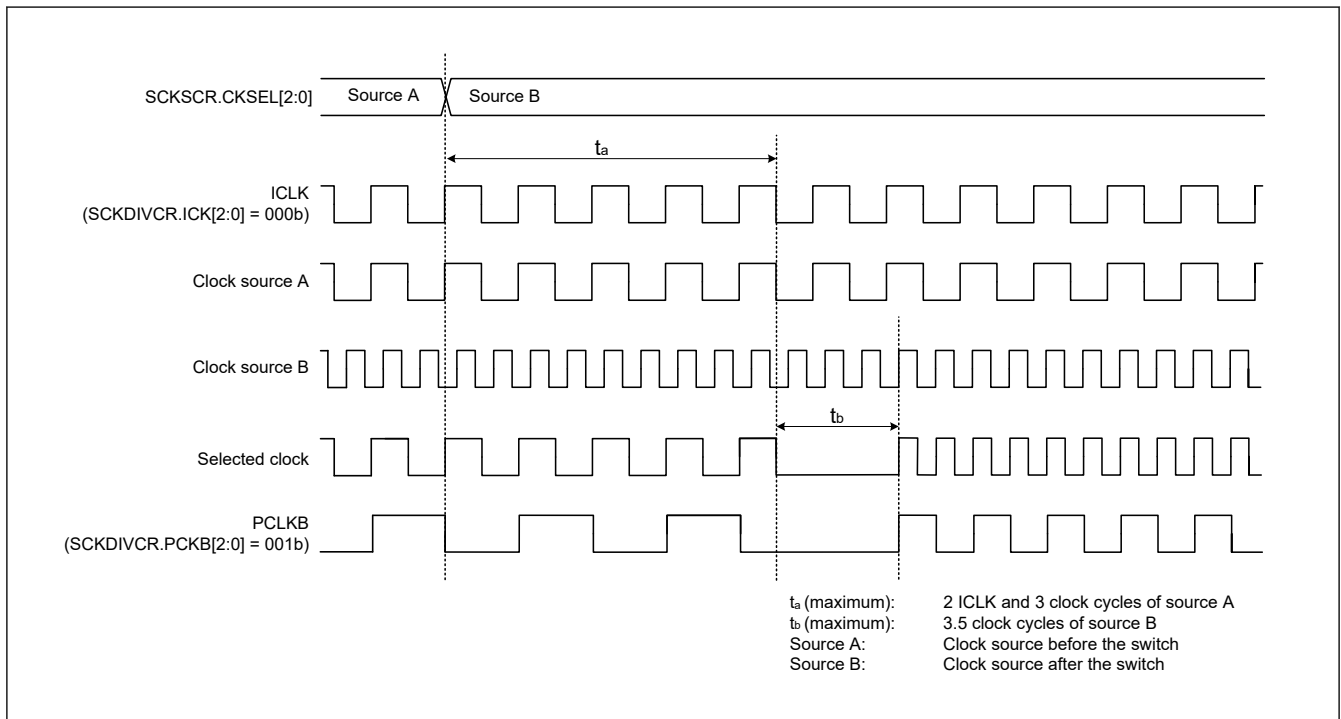 SCKSCR.CKSEL[2:0]
Source A
Source B
ta
ICLK
(SCKDIVCR.ICK[2:0] = 000b)
Clock source A
Clock source B
tb
Selected clock
PCLKB
(SCKDIVCR.PCKB[2:0] = 001b)
ta (maximum): 2 ICLK and 3 clock cycles of source A
tb (maximum): 3.5 clock cycles of source B
Source A: Clock source before the switch
Source B: Clock source after the switch